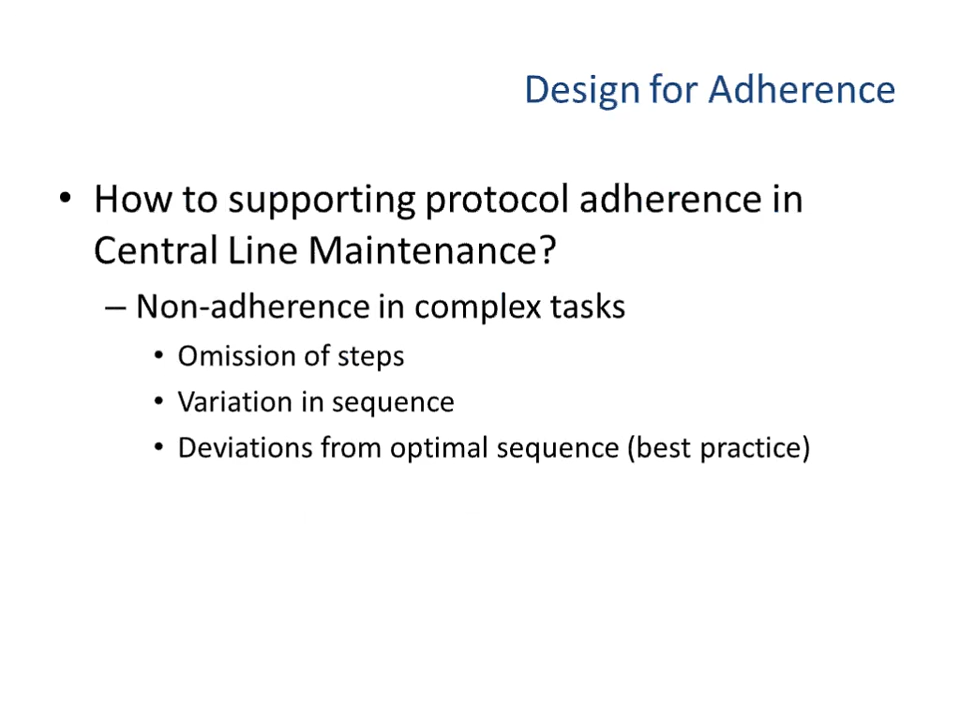 Design for Adherence
• How to supporting protocol adherence in
Central Line Maintenance?
– Non-adherence in complex tasks
• Omission of steps
• Variation in sequence
• Deviations from optimal sequence (best practice)